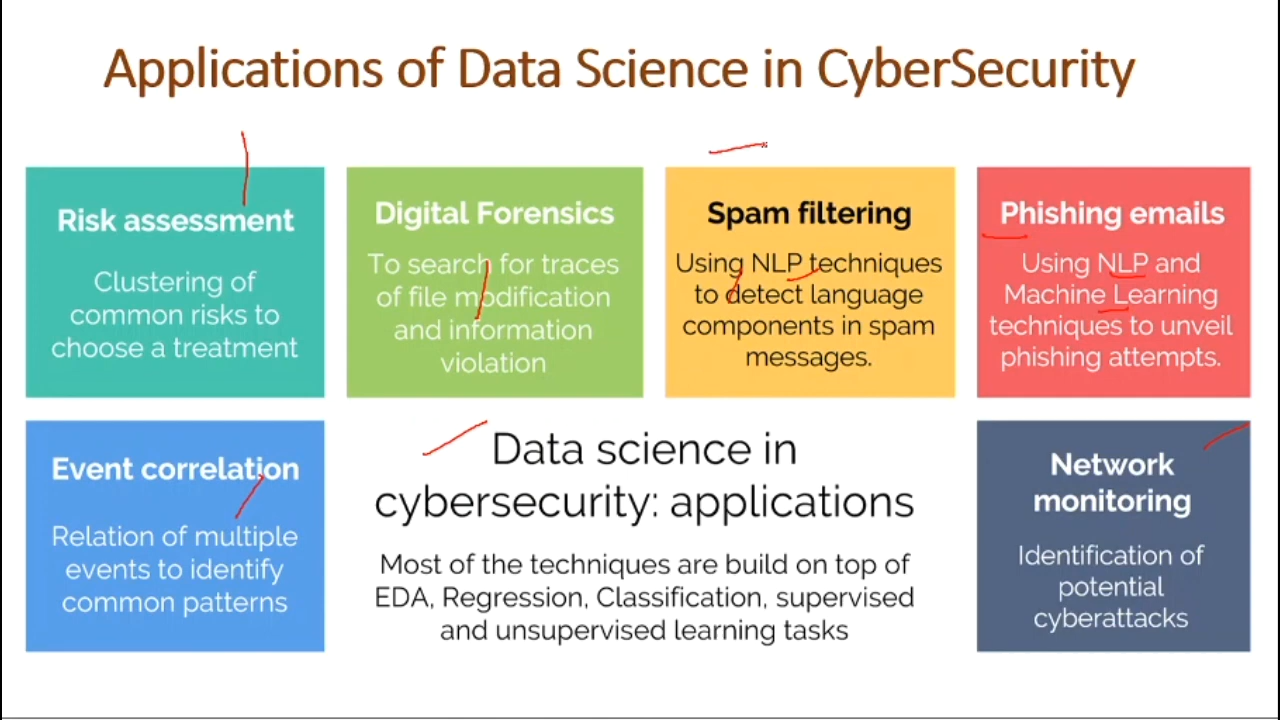 Applications of Data Science in CyberSecurity
Risk assessment
Clustering of
common risks to
choose a treatment
Digital Forensics
To search for traces
of file modification
and information
violation
Spam filtering
Using NLP techniques
to detect language
components in spam
messages.
Phishing emails
Using NLP and
Machine Learning
techniques to unveil
phishing attempts.
Event correlation
Relation of multiple
events to identify
common patterns
Data science in
cybersecurity: applications
Most of the techniques are build on top of
EDA, Regression, Classification, supervised
and unsupervised learning tasks
Network
monitoring
Identification of
potential
cyberattacks